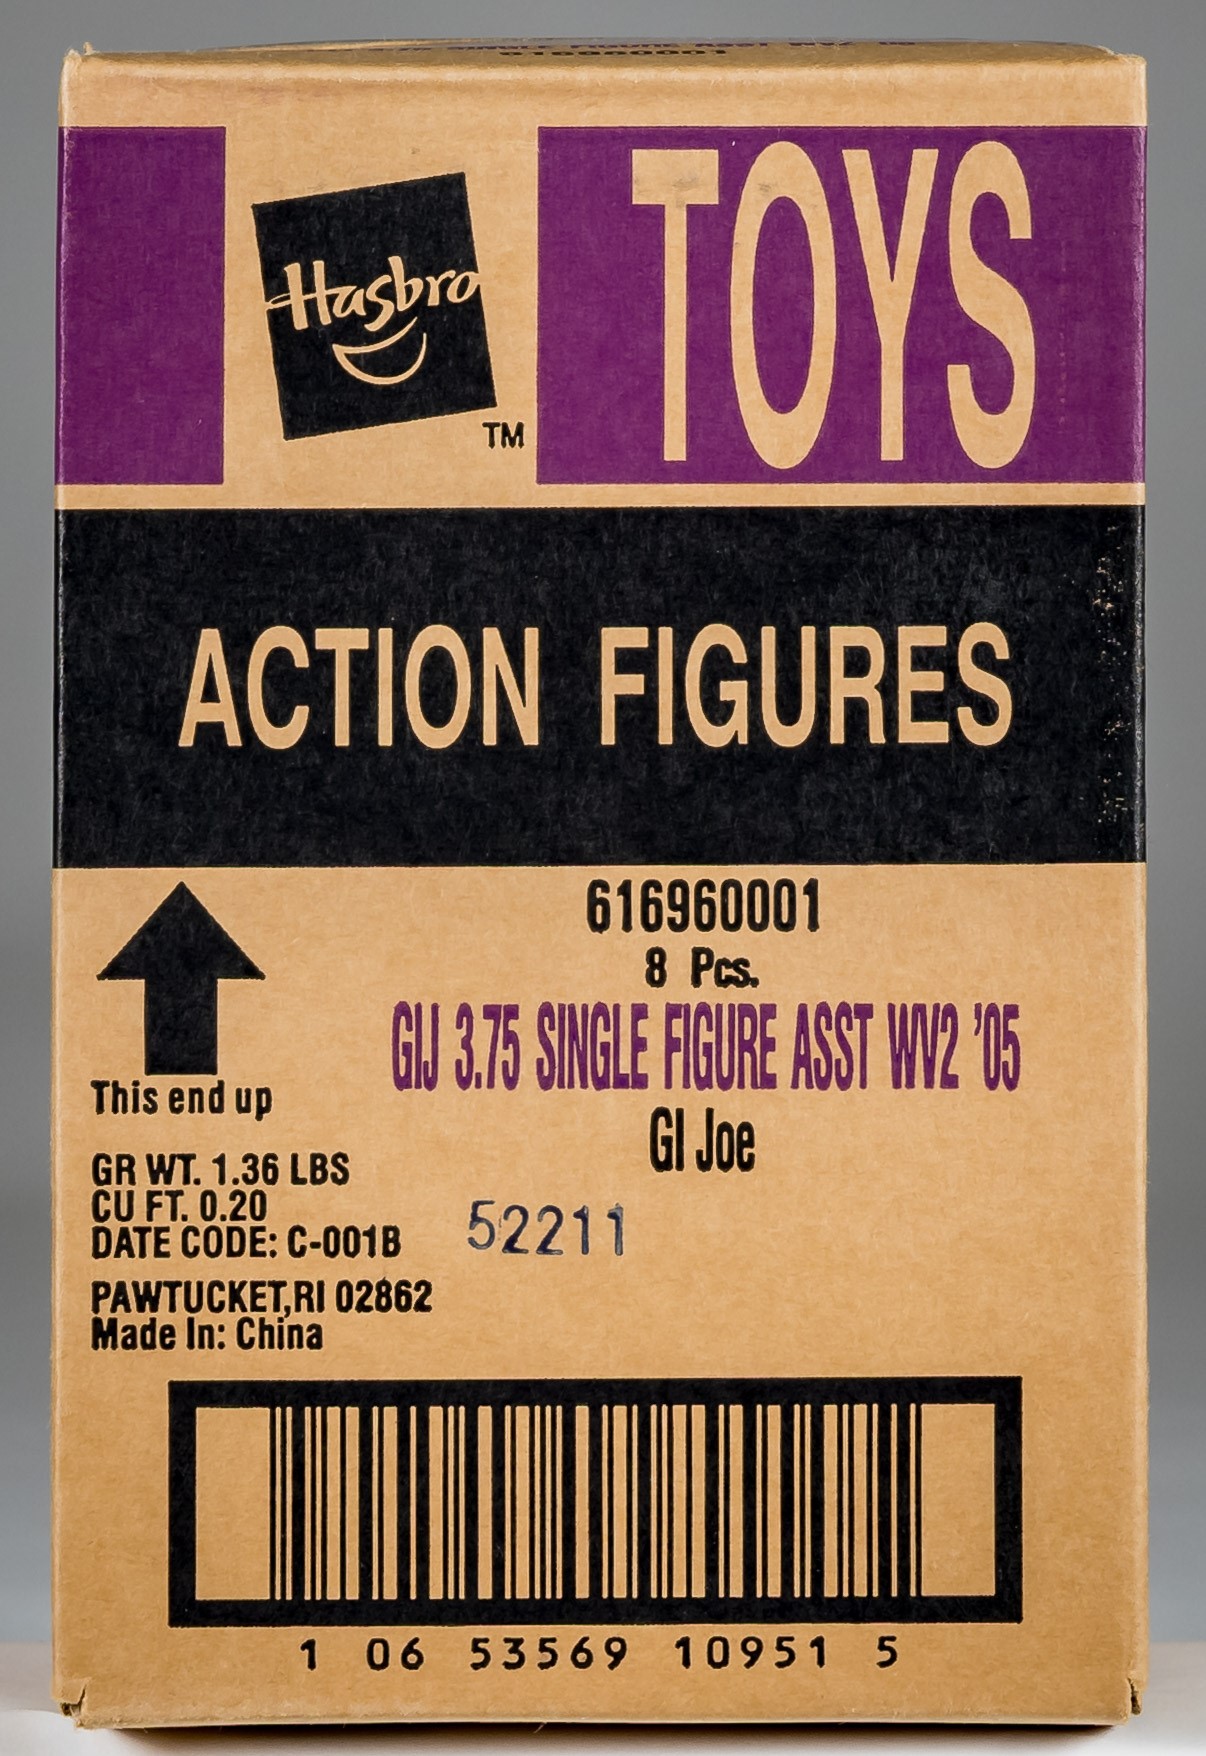 Hasbro
TM
TOYS
ACTION FIGURES
616960001
8 Pcs.
GIJ 3.75 SINGLE FIGURE ASST WV2 '05
GI Joe
This end up
GR WT. 1.36 LBS
CU FT. 0.20
DATE CODE: C-001B
52211
PAWTUCKET,RI 02862
Made In: China
1 06 53569 10951 5